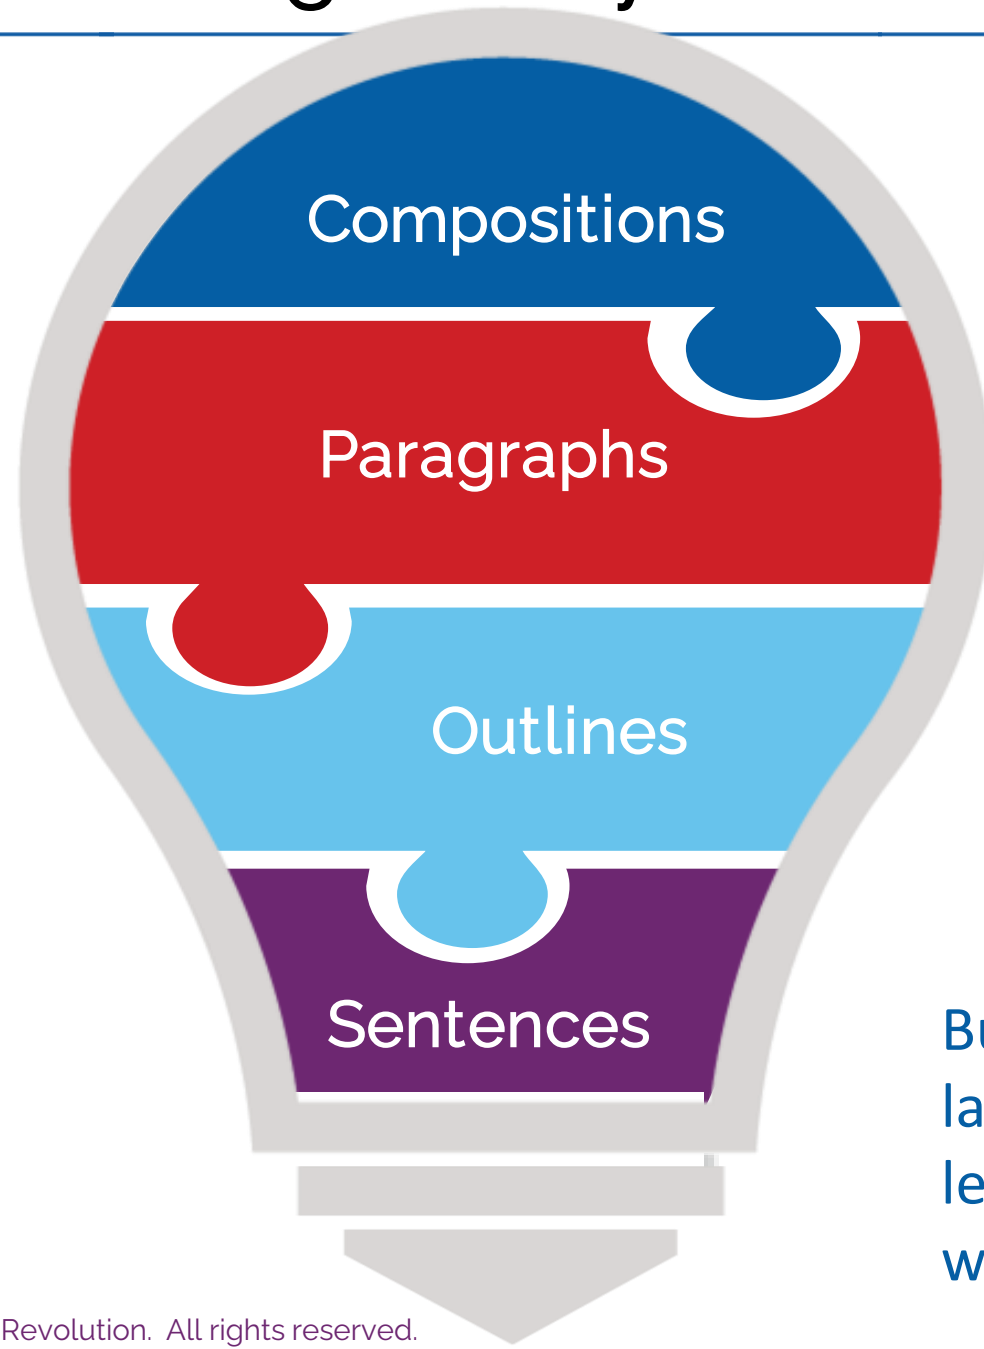 Compositions
Paragraphs
Outlines
Sentences
Revolution. All rights reserved.